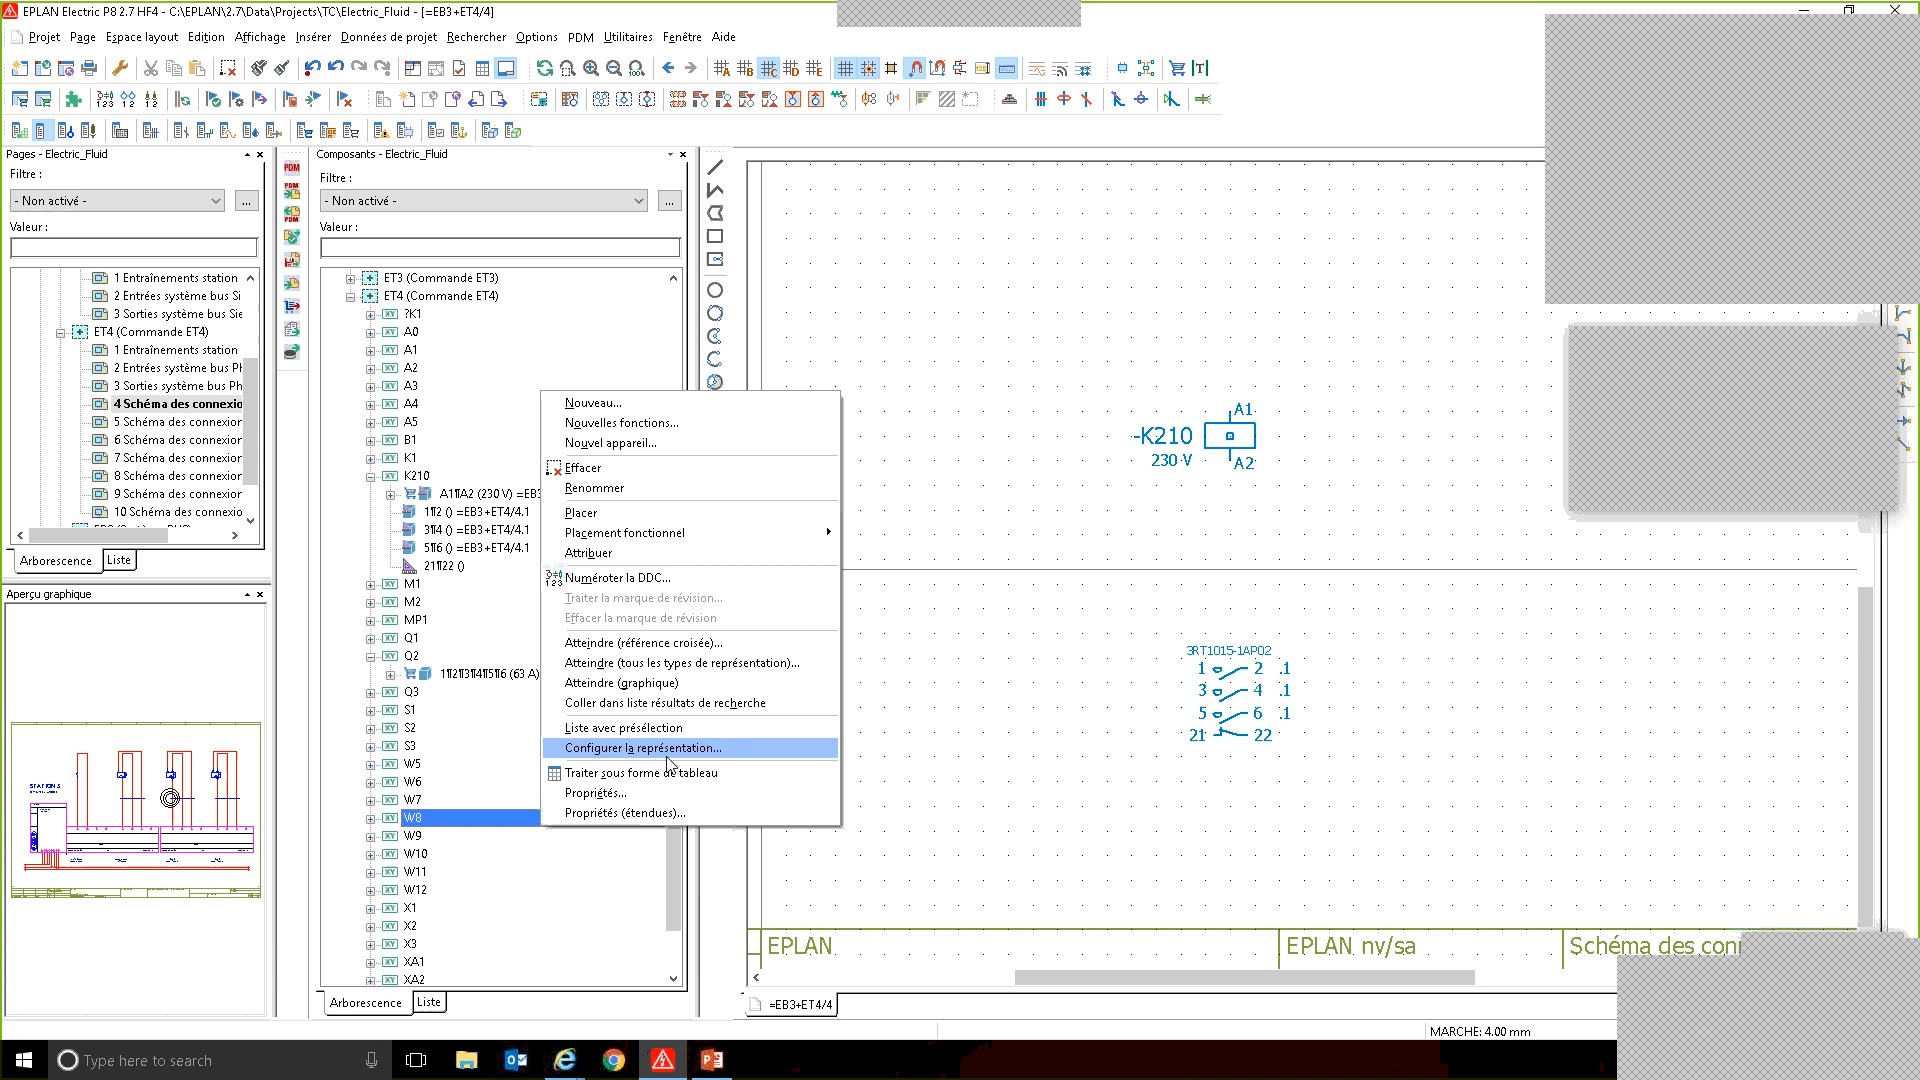 EPLAN Electric P8 2.7 HF4 - C:\EPLAN\2.7\Data\Projects\TC\Electric_Fluid - [=EB3+ET4/4]
Projet Page Espace layout Edition Affichage Insérer Données de projet Rechercher Options PDM Utilitaires Fenêtre Aide
Pages - Electric_Fluid
Filtre :
- Non activé -
...
Valeur :
1 Entraînements station
2 Entrées système bus Si
3 Sorties système bus Sie
ET4 (Commande ET4)
1 Entraînements station
2 Entrées système bus Ph
3 Sorties système bus Ph
4 Schéma des connexio
5 Schéma des connexior
6 Schéma des connexior
7 Schéma des connexior
8 Schéma des connexior
9 Schéma des connexior
10 Schéma des connexio
Arborescence
Liste
Aperçu graphique
Composants - Electric_Fluid
Filtre :
- Non activé -
...
Valeur :
ET3 (Commande ET3)
ET4 (Commande ET4)
?K1
A0
A1
A2
A3
A4
A5
B1
K1
K210
A1¶A2 (230 V) =EB3
1¶2 () =EB3+ET4/4.1
3¶4 () =EB3+ET4/4.1
5¶6 () =EB3+ET4/4.1
21¶22 ()
M1
M2
MP1
Q1
Q2
1¶2¶3¶4¶5¶6 (63 A)
Q3
S1
S2
S3
W5
W6
W7
W8
W9
W10
W11
W12
X1
X2
X3
XA1
XA2
Arborescence
Liste
Nouveau...
Nouvelles fonctions...
Nouvel appareil...
Effacer
Renommer
Placer
Placement fonctionnel
Attribuer
Numéroter la DDC...
Traiter la marque de révision...
Effacer la marque de révision
Atteindre (référence croisée)...
Atteindre (tous les types de représentation)...
Atteindre (graphique)
Coller dans liste résultats de recherche
Liste avec présélection
Configurer la représentation...
Traiter sous forme de tableau
Propriétés...
Propriétés (étendues)...
-K210
230 V
A1
A2
3RT1015-1AP02
1 2 .1
3 4 .1
5 6 .1
21 22
EPLAN
EPLAN nv/sa
Schéma des con
=EB3+ET4/4
MARCHE: 4.00 mm
Type here to search